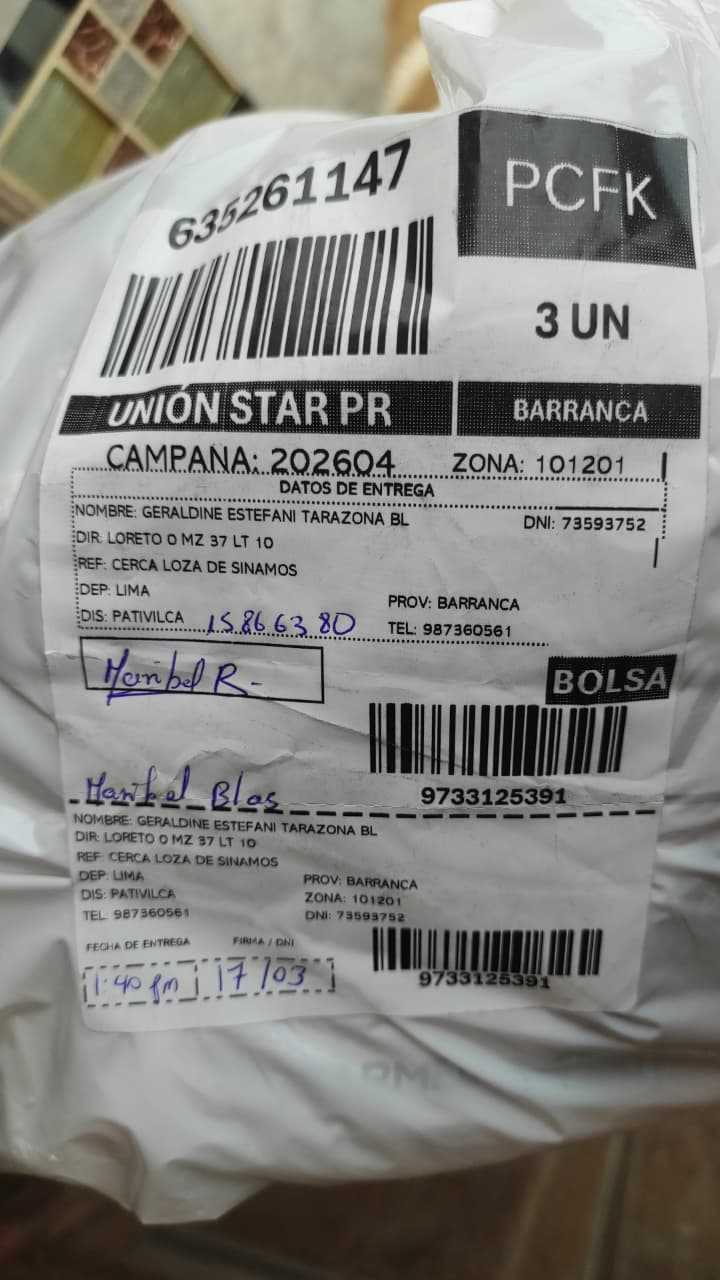 635261147
PCFK
3 UN
UNIÓN STAR PR
BARRANCA
CAMPAÑA: 202604 ZONA: 101201
DATOS DE ENTREGA
NOMBRE: GERALDINE ESTEFANI TARAZONA BL DNI: 73593752
DIR: LORETO 0 MZ 37 LT 10
REF: CERCA LOZA DE SINAMOS
DEP: LIMA PROV: BARRANCA
DIS: PATIVILCA 15866380 TEL: 987360561
Maribel R.
BOLSA
9733125391
Maribel Blas
NOMBRE: GERALDINE ESTEFANI TARAZONA BL
DIR: LORETO 0 MZ 37 LT 10
REF: CERCA LOZA DE SINAMOS
DEP: LIMA PROV: BARRANCA
DIS: PATIVILCA ZONA: 101201
TEL: 987360561 DNI: 73593752
FECHA DE ENTREGA FIRMA / DNI
1:40 pm 17/03
9733125391